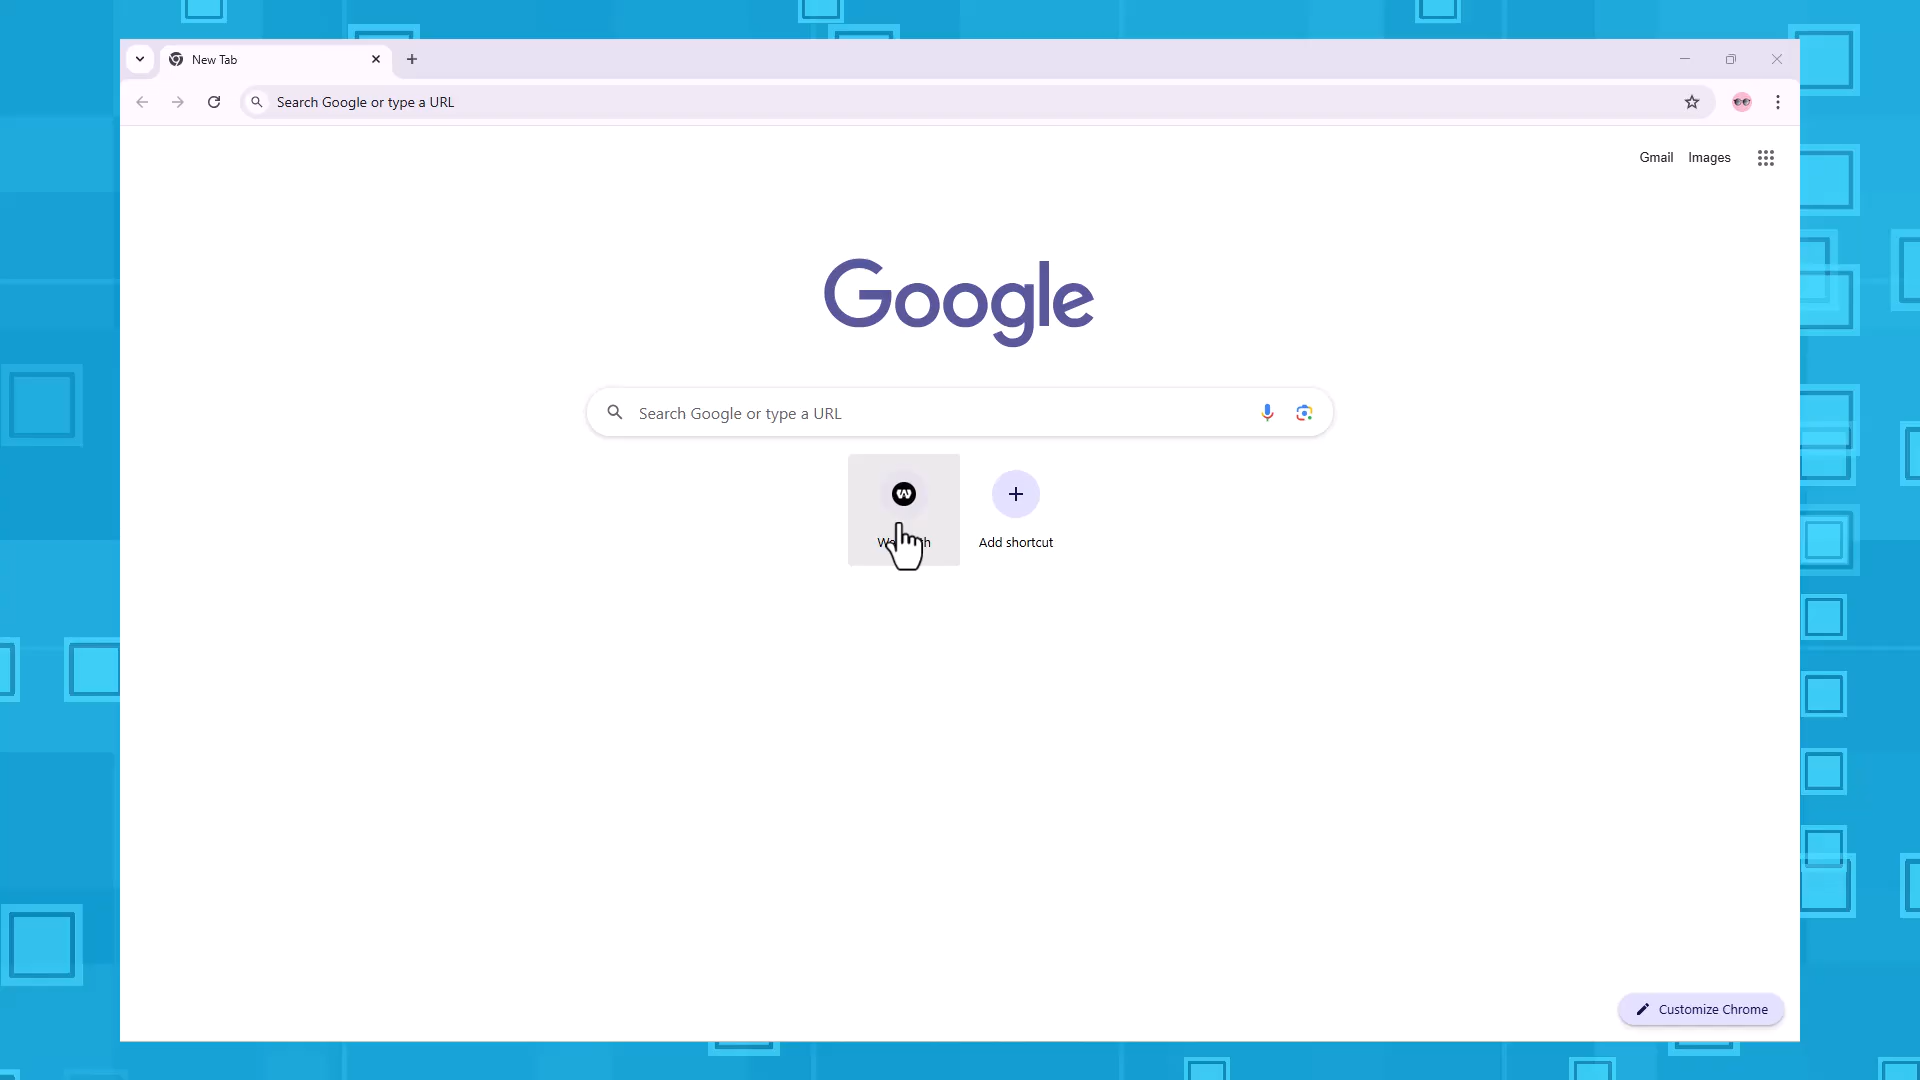 New Tab
Search Google or type a URL
Gmail Images
Google
Search Google or type a URL
Add shortcut
Customize Chrome